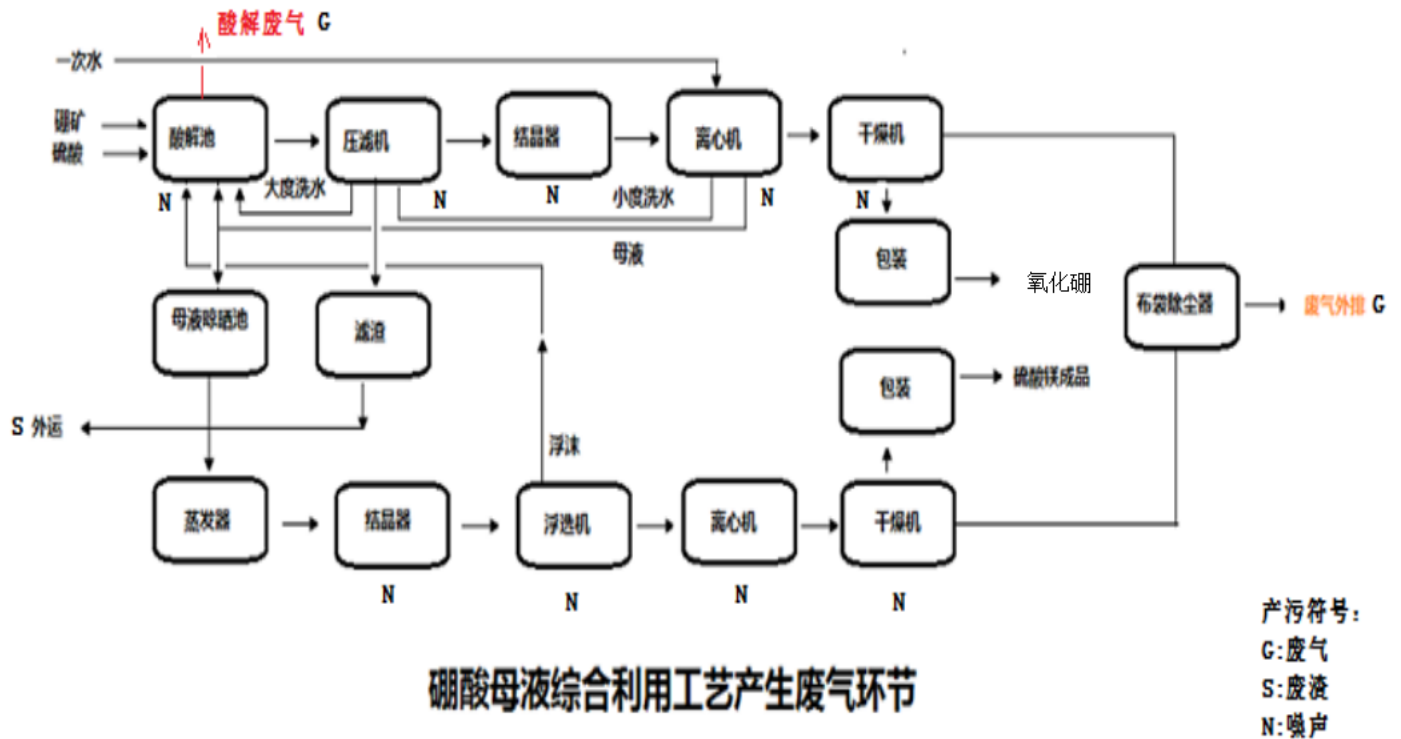 酸解废气 G
一次水
硼矿
硫酸
酸解池
压滤机
结晶器
离心机
干燥机
N
大度洗水
N
N
小度洗水
N
N
母液
包装
氧化硼
母液晾晒池
滤渣
布袋除尘器
废气外排 G
包装
硫酸镁成品
S 外运
浮沫
蒸发器
结晶器
浮选机
离心机
干燥机
N
N
N
N
产污符号：
G:废气
S:废渣
N:噪声
硼酸母液综合利用工艺产生废气环节